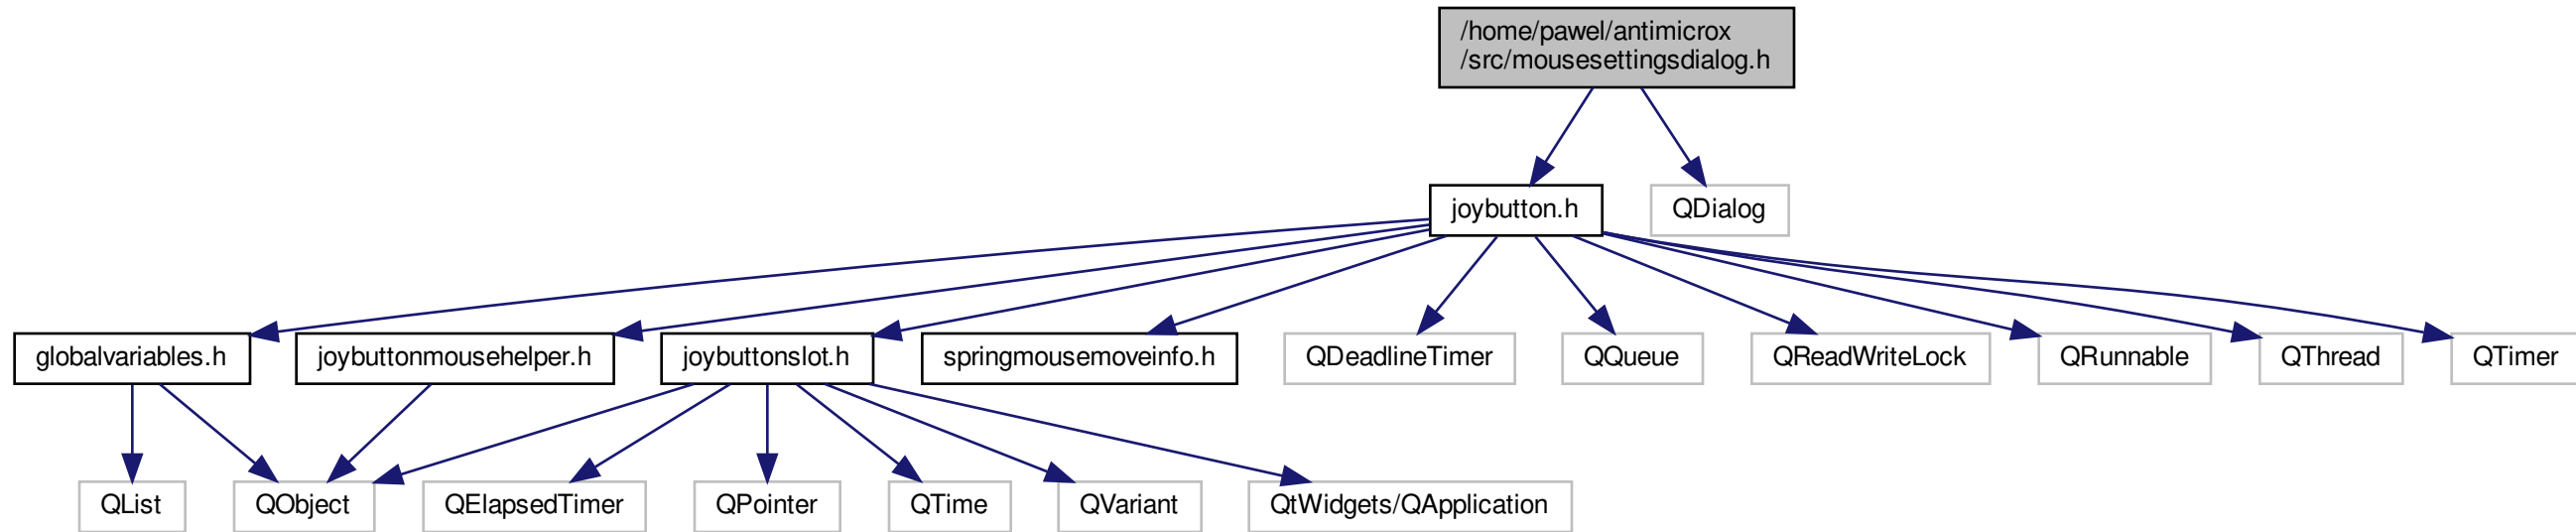 /home/pawel/antimicrox
/src/mousesettingsdialog.h
joybutton.h
QDialog
globalvariables.h
joybuttonmousehelper.h
joybuttonslot.h
springmousemoveinfo.h
QDeadlineTimer
QQueue
QReadWriteLock
QRunnable
QThread
QTimer
QList
QObject
QElapsedTimer
QPointer
QTime
QVariant
QtWidgets/QApplication